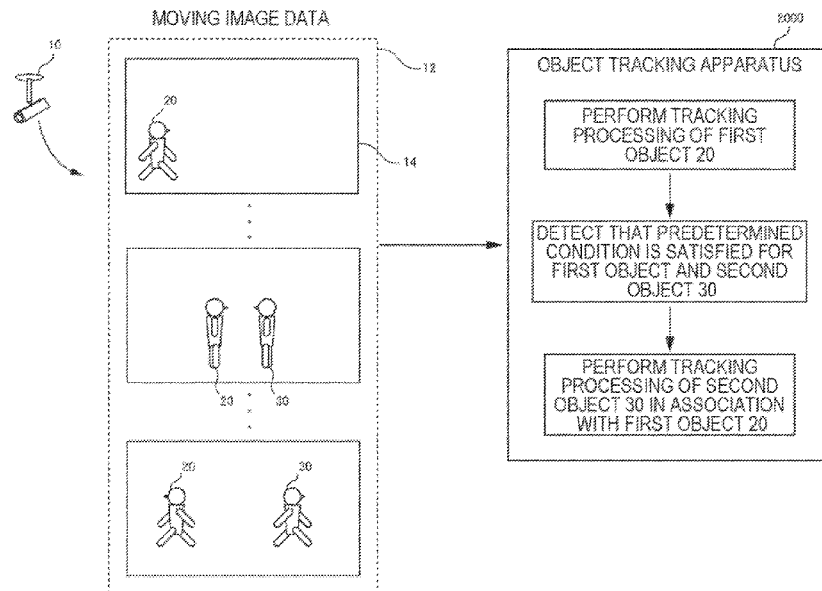 MOVING IMAGE DATA
10
12
20
14
20
30
20
30
2000
OBJECT TRACKING APPARATUS
PERFORM TRACKING
PROCESSING OF FIRST
OBJECT 20
DETECT THAT PREDETERMINED
CONDITION IS SATISFIED FOR
FIRST OBJECT AND SECOND
OBJECT 30
PERFORM TRACKING
PROCESSING OF SECOND
OBJECT 30 IN ASSOCIATION
WITH FIRST OBJECT 20